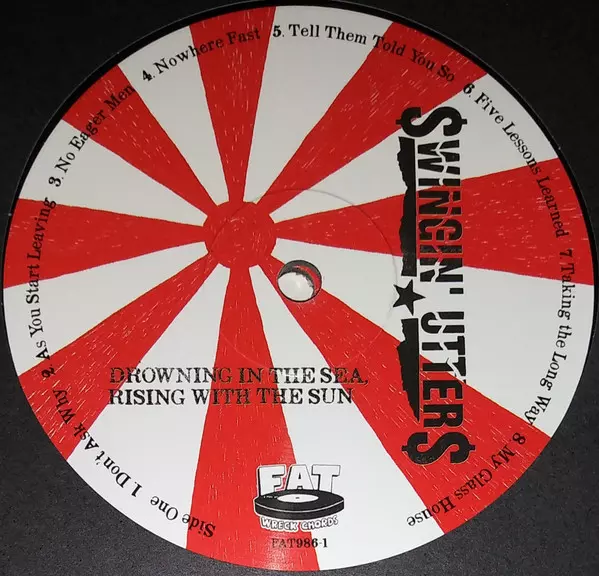 Side One 1. Don't Ask Why 2. As You Start Leaving 3. No Eager Men 4. Nowhere Fast 5. Tell Them Told You So 6. Five Lessons Learned 7. Taking the Long Way 8 My Glass House
$WINGIN' UTTER$
DROWNING IN THE SEA,
RISING WITH THE SUN
FAT
WRECK CHORDS
FAT986-1